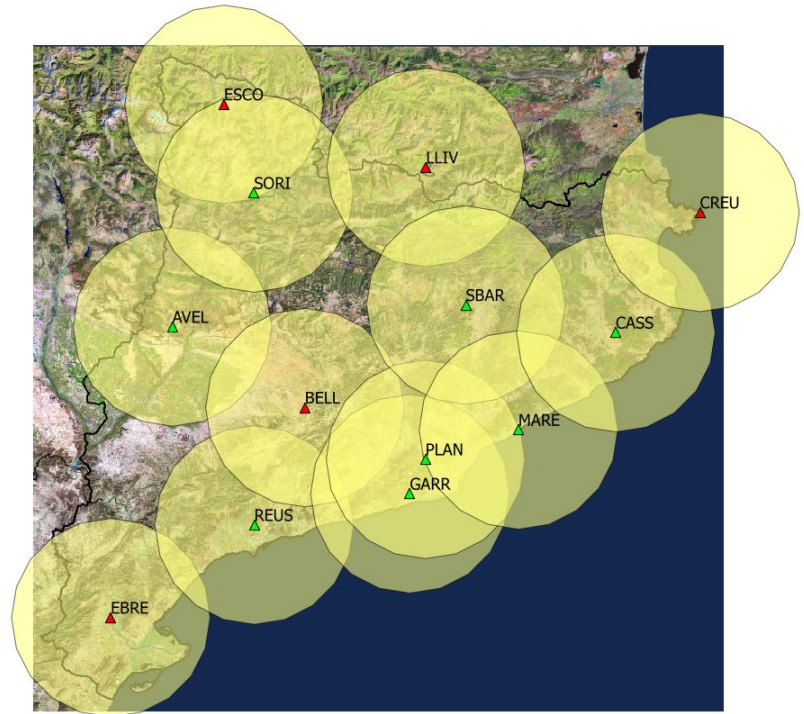 ESCO
LLIV
SORI
CREU
SBAR
AVEL
CASS
BELL
MARE
PLAN
GARR
REUS
EBRE